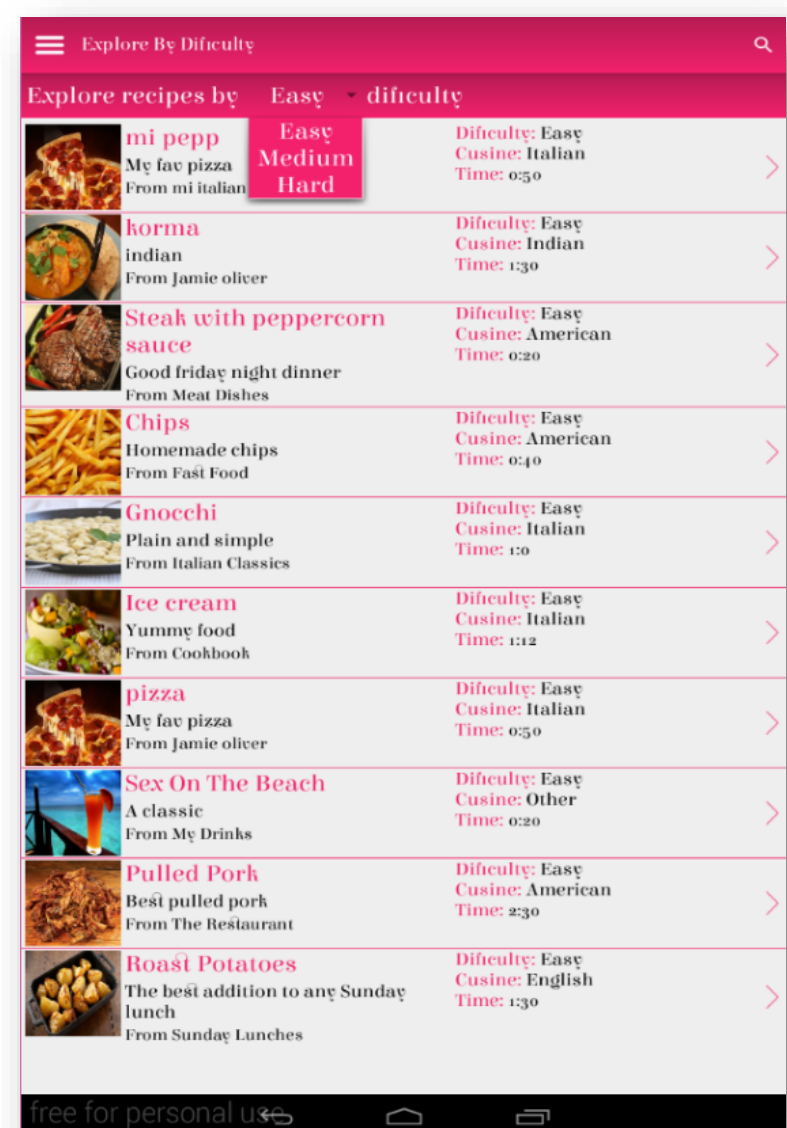 Explore By Dificulty
Explore recipes by Easy dificulty
Easy
Medium
Hard
mi pepp
My fav pizza
From mi italian
Dificulty: Easy
Cusine: Italian
Time: 0:50
korma
indian
From Jamie oliver
Dificulty: Easy
Cusine: Indian
Time: 1:30
Steak with peppercorn
sauce
Good friday night dinner
From Meat Dishes
Dificulty: Easy
Cusine: American
Time: 0:20
Chips
Homemade chips
From Fast Food
Dificulty: Easy
Cusine: American
Time: 0:40
Gnocchi
Plain and simple
From Italian Classics
Dificulty: Easy
Cusine: Italian
Time: 1:0
Ice cream
Yummy food
From Cookbook
Dificulty: Easy
Cusine: Italian
Time: 1:12
pizza
My fav pizza
From Jamie oliver
Dificulty: Easy
Cusine: Italian
Time: 0:50
Sex On The Beach
A classic
From My Drinks
Dificulty: Easy
Cusine: Other
Time: 0:20
Pulled Pork
Best pulled pork
From The Restaurant
Dificulty: Easy
Cusine: American
Time: 2:30
Roast Potatoes
The best addition to any Sunday
lunch
From Sunday Lunches
Dificulty: Easy
Cusine: English
Time: 1:30
free for personal use